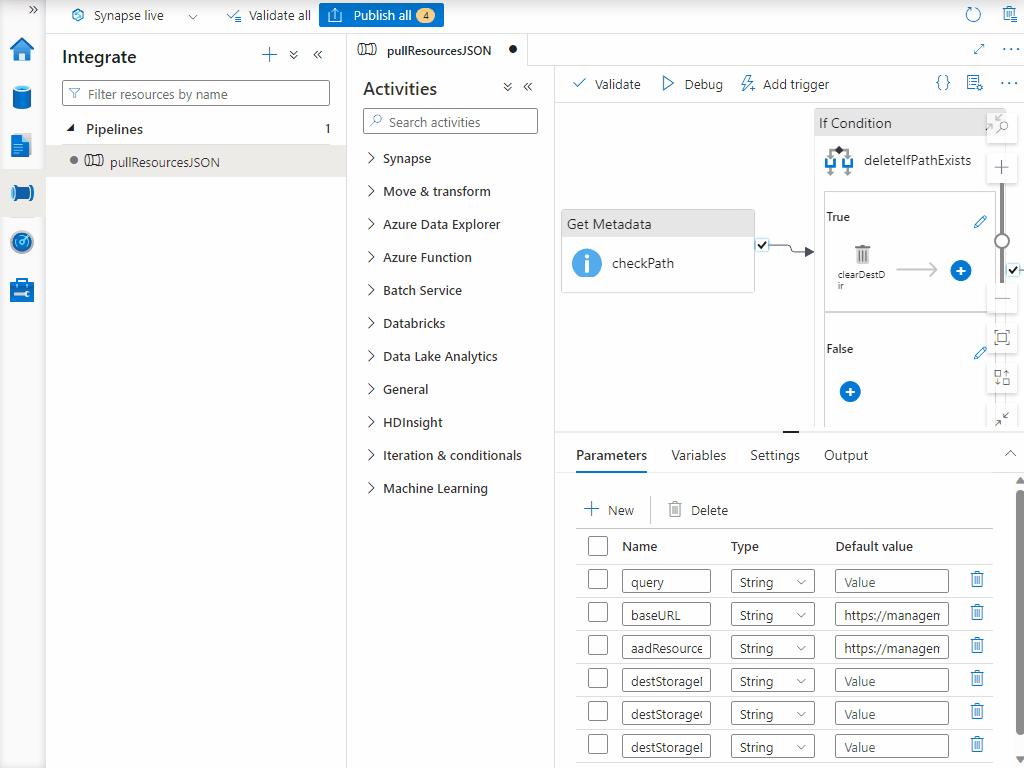 Synapse live
Validate all
Publish all 4
Integrate
Filter resources by name
Pipelines 1
pullResourcesJSON
pullResourcesJSON
Activities
Search activities
Synapse
Move & transform
Azure Data Explorer
Azure Function
Batch Service
Databricks
Data Lake Analytics
General
HDInsight
Iteration & conditionals
Machine Learning
Validate Debug Add trigger
Get Metadata
checkPath
If Condition
deleteIfPathExists
True
clearDestD
ir
False
Parameters Variables Settings Output
New Delete
Name Type Default value
query String Value
baseURL String https://managem
aadResource String https://managem
destStorage String Value
destStorage String Value
destStorage String Value